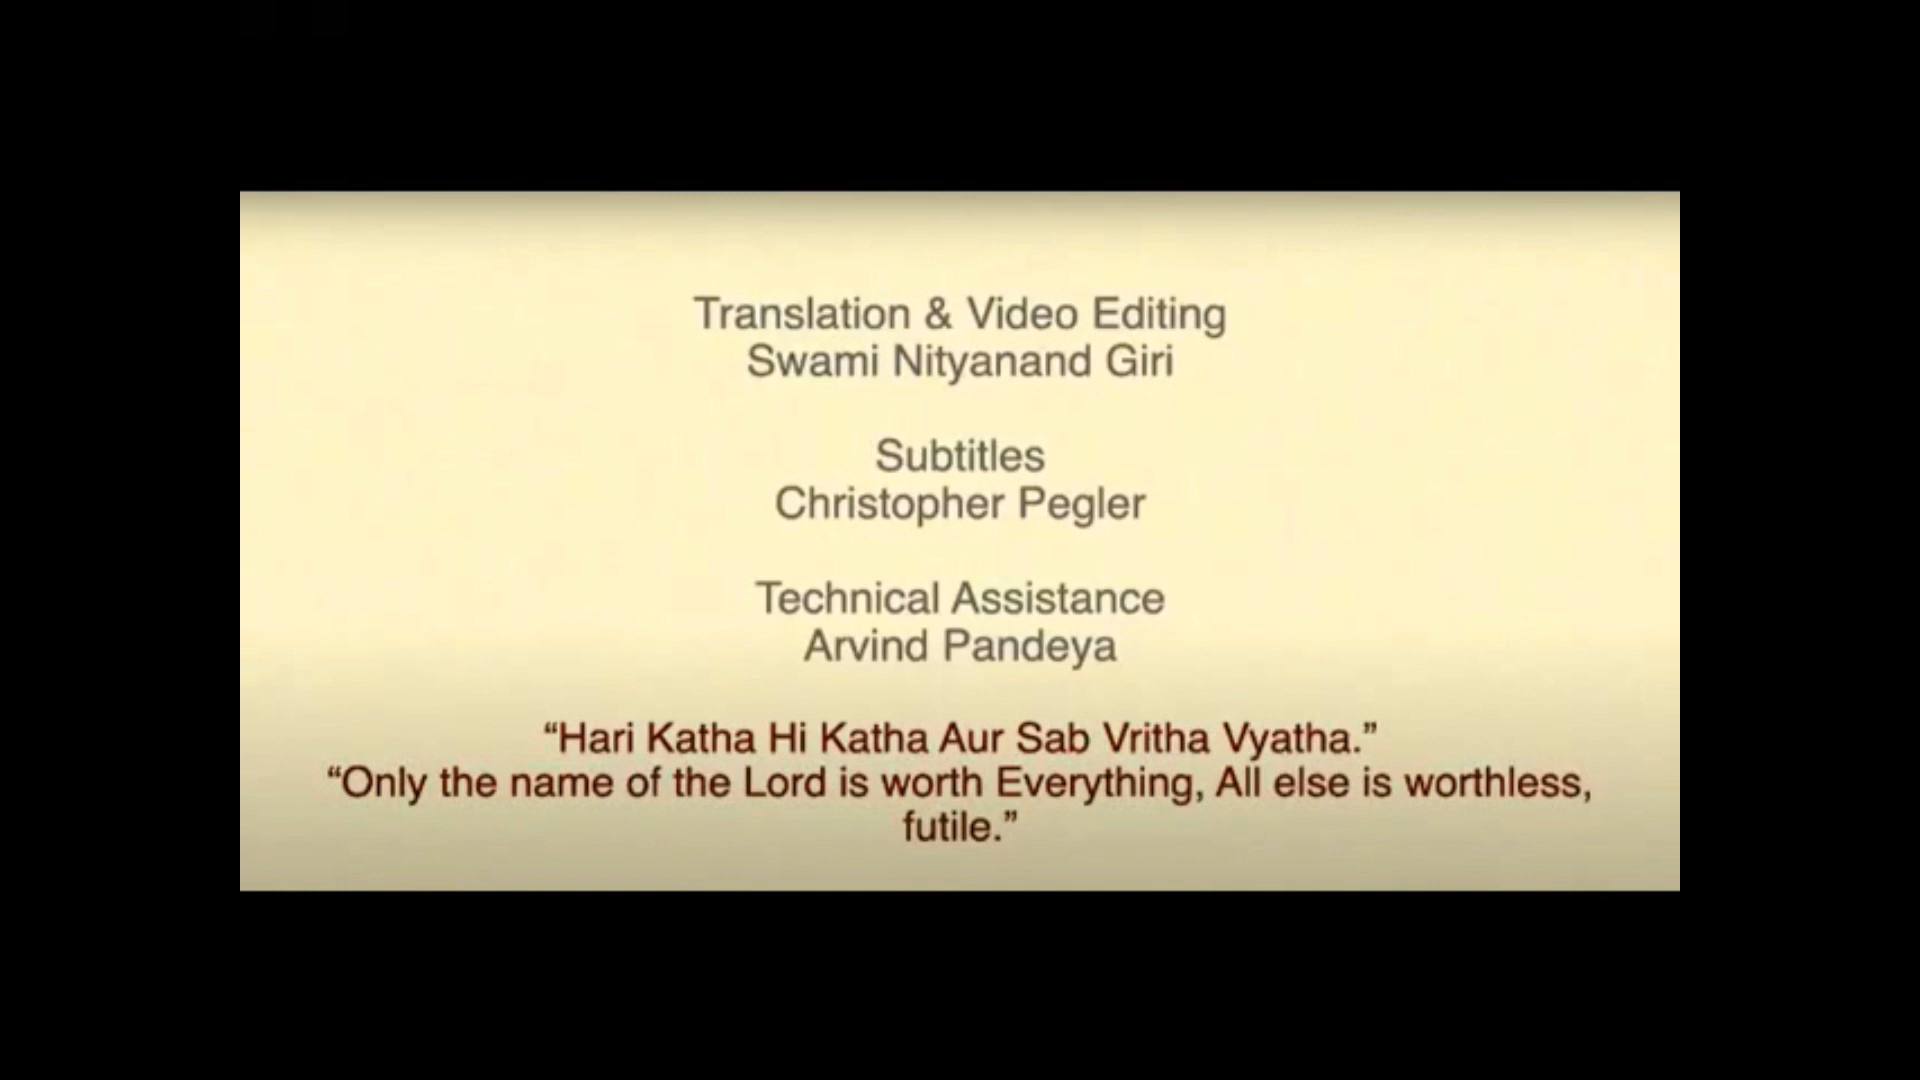 Translation & Video Editing
Swami Nityanand Giri
Subtitles
Christopher Pegler
Technical Assistance
Arvind Pandeya
“Hari Katha Hi Katha Aur Sab Vritha Vyatha.”
“Only the name of the Lord is worth Everything, All else is worthless,
futile.”